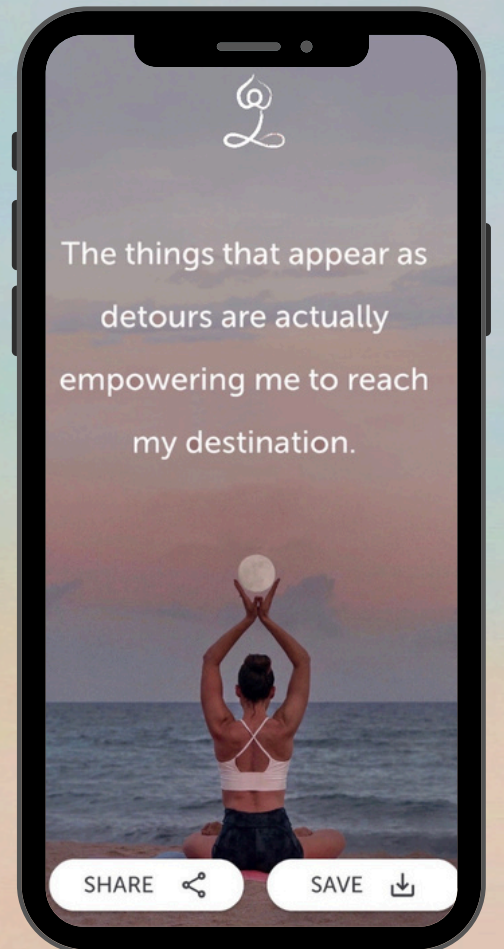 The things that appear as
detours are actually
empowering me to reach
my destination.
SHARE
SAVE